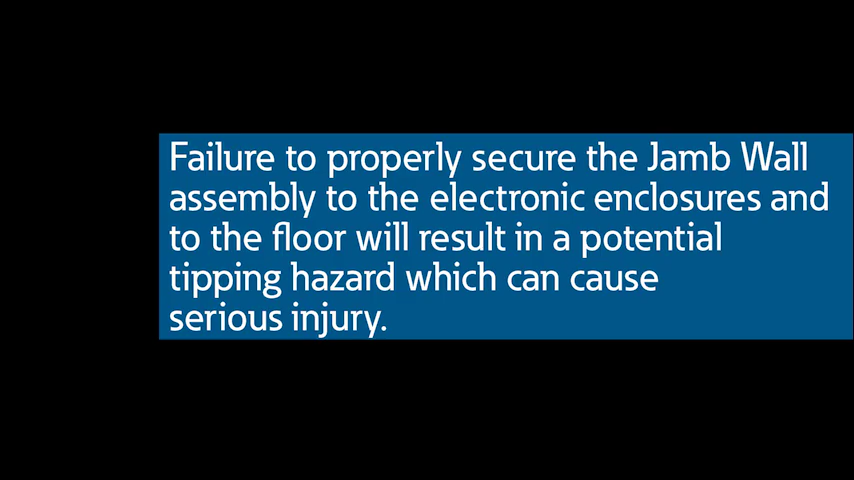 Failure to properly secure the Jamb Wall
assembly to the electronic enclosures and
to the floor will result in a potential
tipping hazard which can cause
serious injury.